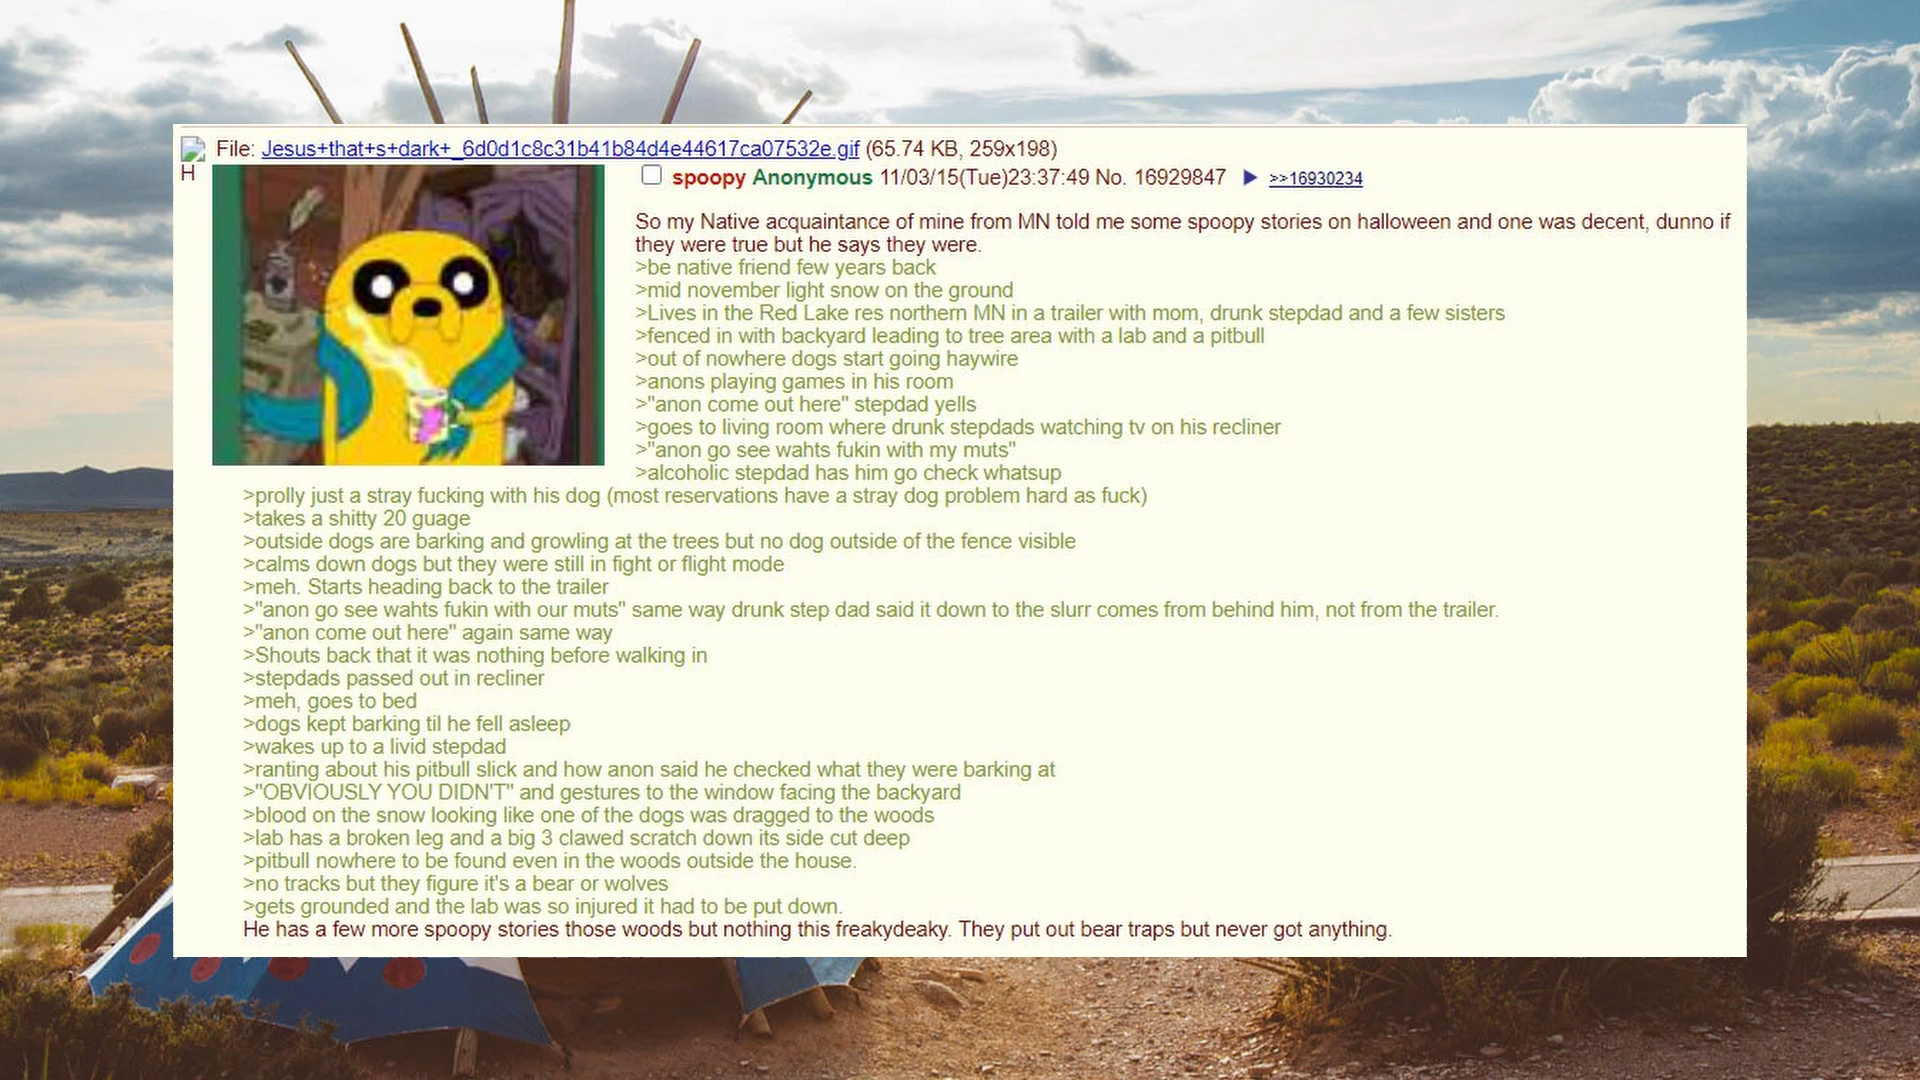 File: Jesus+that+s+dark+_6d0d1c8c31b41b84d4e44617ca07532e.gif (65.74 KB, 259x198)
H
spoopy Anonymous 11/03/15(Tue)23:37:49 No. 16929847 ▶ >>16930234
So my Native acquaintance of mine from MN told me some spoopy stories on halloween and one was decent, dunno if
they were true but he says they were.
>be native friend few years back
>mid november light snow on the ground
>Lives in the Red Lake res northern MN in a trailer with mom, drunk stepdad and a few sisters
>fenced in with backyard leading to tree area with a lab and a pitbull
>out of nowhere dogs start going haywire
>anons playing games in his room
>"anon come out here" stepdad yells
>goes to living room where drunk stepdads watching tv on his recliner
>"anon go see wahts fukin with my muts"
>alcoholic stepdad has him go check whatsup
>prolly just a stray fucking with his dog (most reservations have a stray dog problem hard as fuck)
>takes a shitty 20 guage
>outside dogs are barking and growling at the trees but no dog outside of the fence visible
>calms down dogs but they were still in fight or flight mode
>meh. Starts heading back to the trailer
>"anon go see wahts fukin with our muts" same way drunk step dad said it down to the slurr comes from behind him, not from the trailer.
>"anon come out here" again same way
>Shouts back that it was nothing before walking in
>stepdads passed out in recliner
>meh, goes to bed
>dogs kept barking til he fell asleep
>wakes up to a livid stepdad
>ranting about his pitbull slick and how anon said he checked what they were barking at
>"OBVIOUSLY YOU DIDN'T" and gestures to the window facing the backyard
>blood on the snow looking like one of the dogs was dragged to the woods
>lab has a broken leg and a big 3 clawed scratch down its side cut deep
>pitbull nowhere to be found even in the woods outside the house.
>no tracks but they figure it's a bear or wolves
>gets grounded and the lab was so injured it had to be put down.
He has a few more spoopy stories those woods but nothing this freakydeaky. They put out bear traps but never got anything.